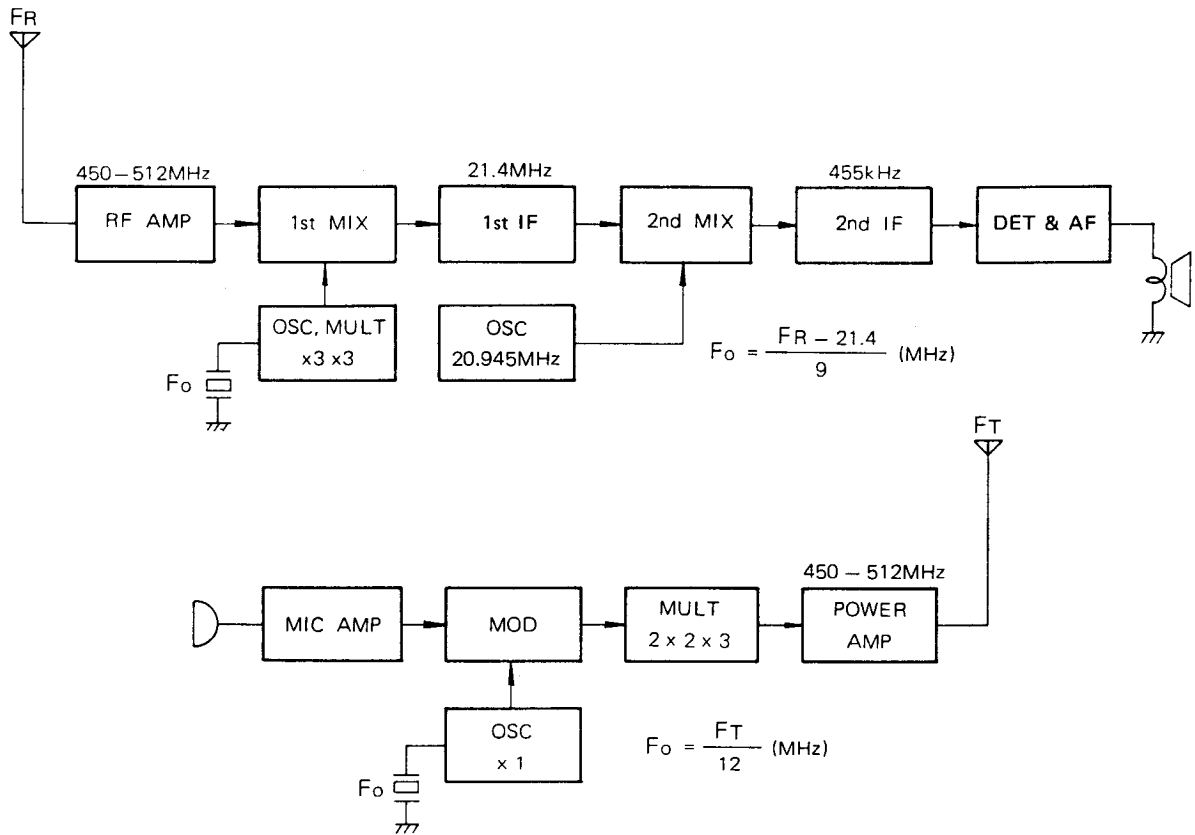 FR
450–512MHz
21.4MHz
455kHz
RF AMP
1st MIX
1st IF
2nd MIX
2nd IF
DET & AF
OSC, MULT
x3 x3
OSC
20.945MHz
Fo = FR – 21.4 / 9 (MHz)
Fo
FT
450 – 512MHz
MIC AMP
MOD
MULT
2 x 2 x 3
POWER
AMP
OSC
x 1
Fo = FT / 12 (MHz)
Fo